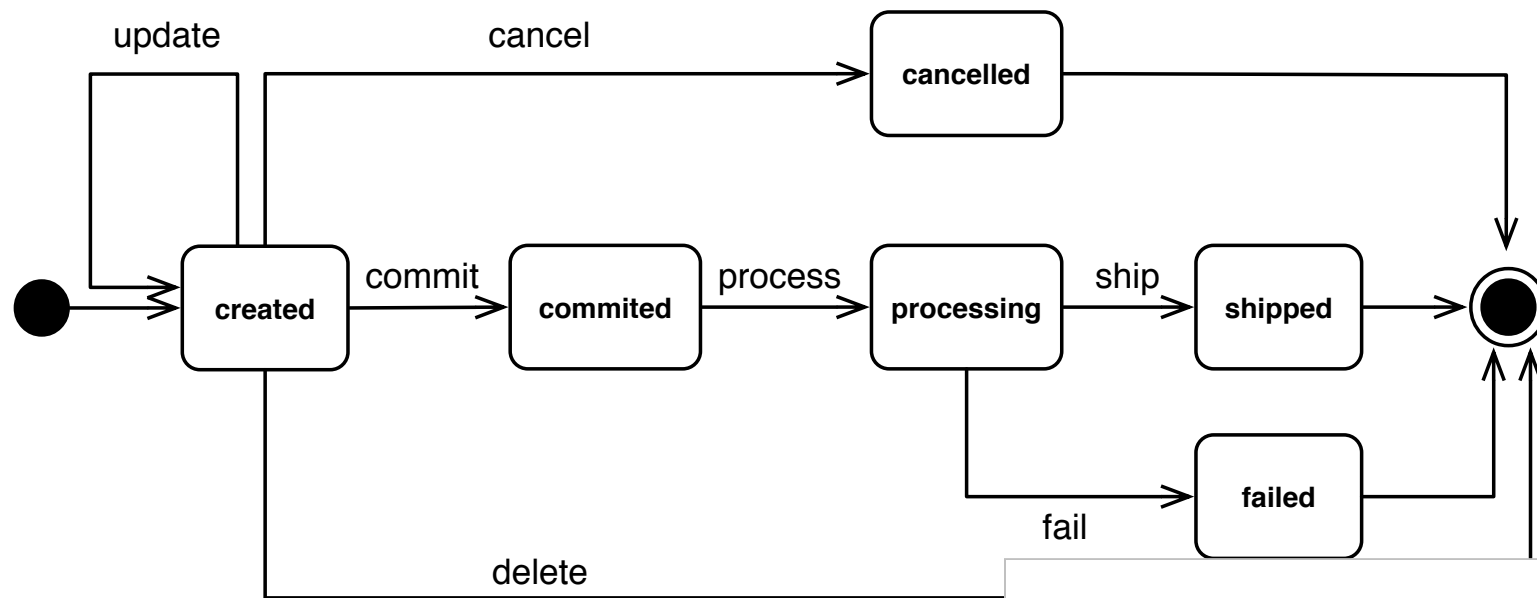 update
cancel
cancelled
created
commit
commited
process
processing
ship
shipped
failed
fail
delete